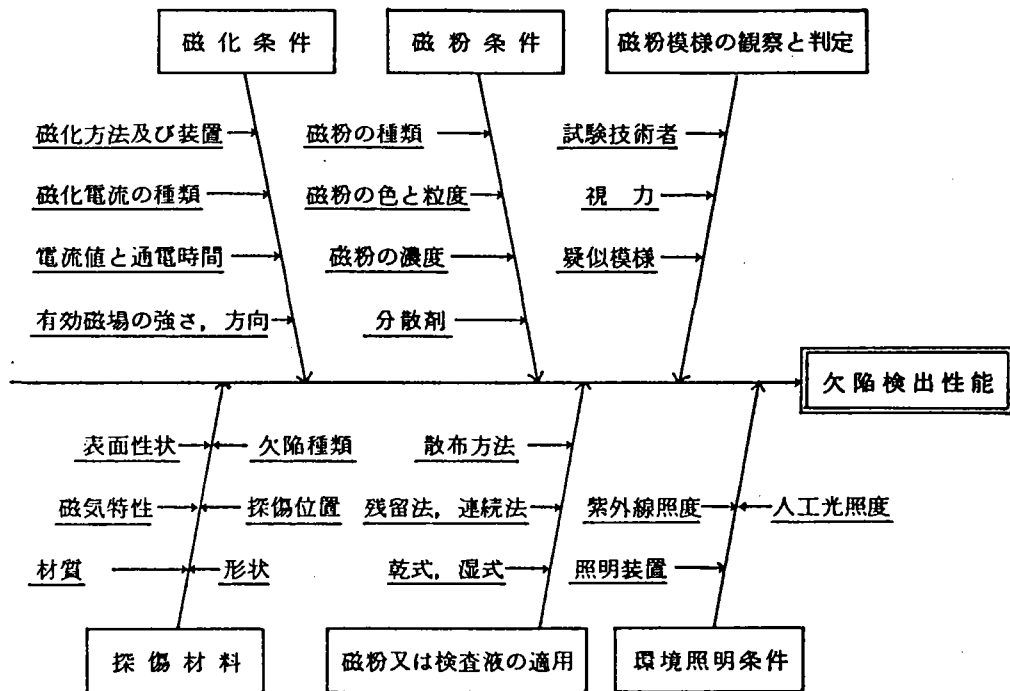 磁化条件
磁粉条件
磁粉模様の観察と判定
磁化方法及び装置
磁粉の種類
試験技術者
磁化電流の種類
磁粉の色と粒度
視力
電流値と通電時間
磁粉の濃度
疑似模様
有効磁場の強さ，方向
分散剤
欠陥検出性能
表面性状
欠陥種類
散布方法
磁気特性
探傷位置
残留法，連続法
紫外線照度
人工光照度
材質
形状
乾式，湿式
照明装置
探傷材料
磁粉又は検査液の適用
環境照明条件